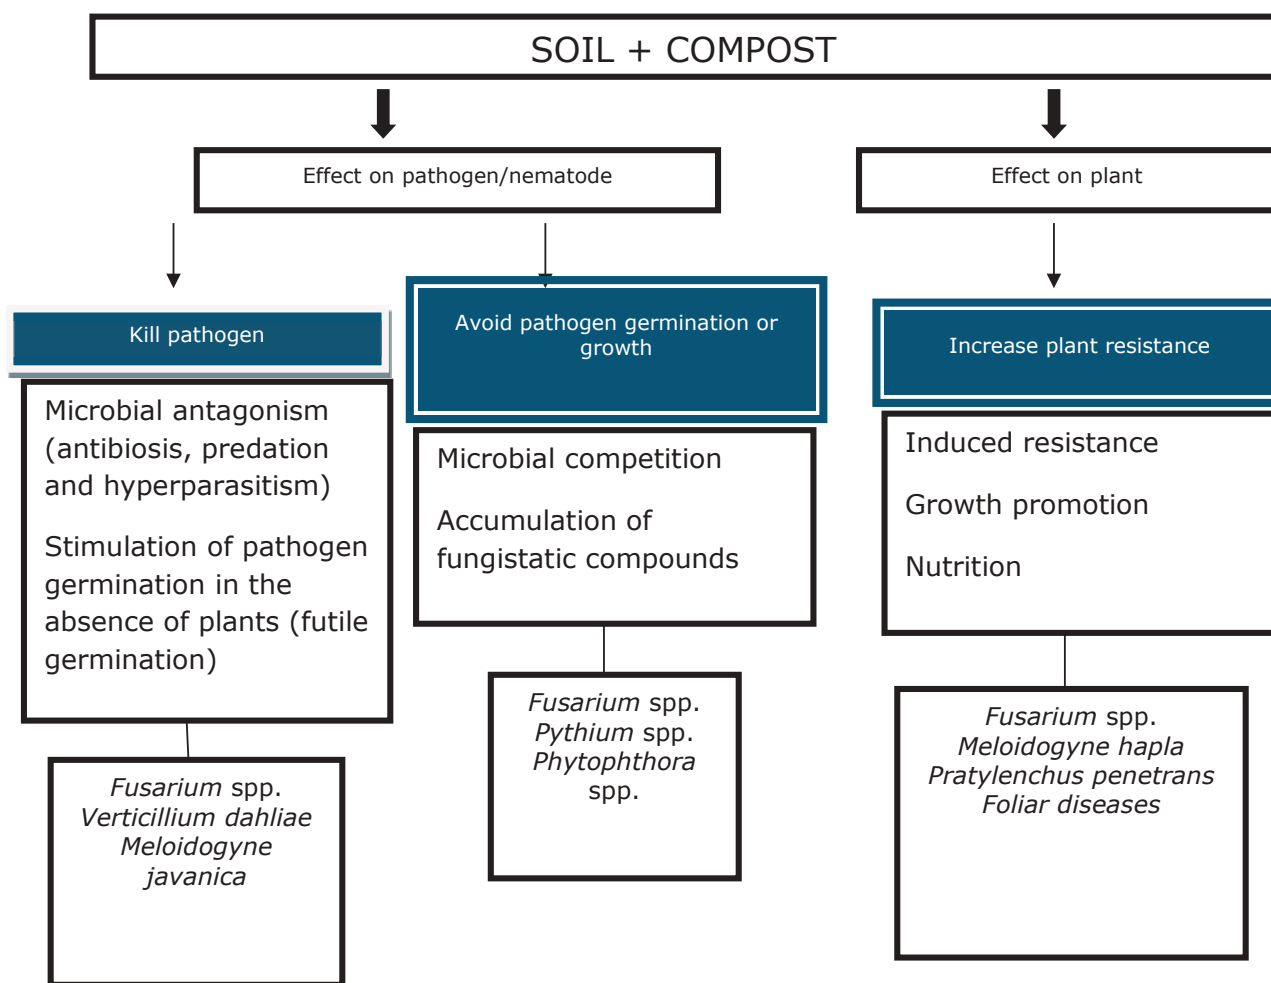 SOIL + COMPOST
Effect on pathogen/nematode
Effect on plant
Kill pathogen
Microbial antagonism
(antibiosis, predation
and hyperparasitism)
Stimulation of pathogen
germination in the
absence of plants (futile
germination)
Fusarium spp.
Verticillium dahliae
Meloidogyne
javanica
Avoid pathogen germination or
growth
Microbial competition
Accumulation of
fungistatic compounds
Fusarium spp.
Pythium spp.
Phytophthora
spp.
Increase plant resistance
Induced resistance
Growth promotion
Nutrition
Fusarium spp.
Meloidogyne hapla
Pratylenchus penetrans
Foliar diseases